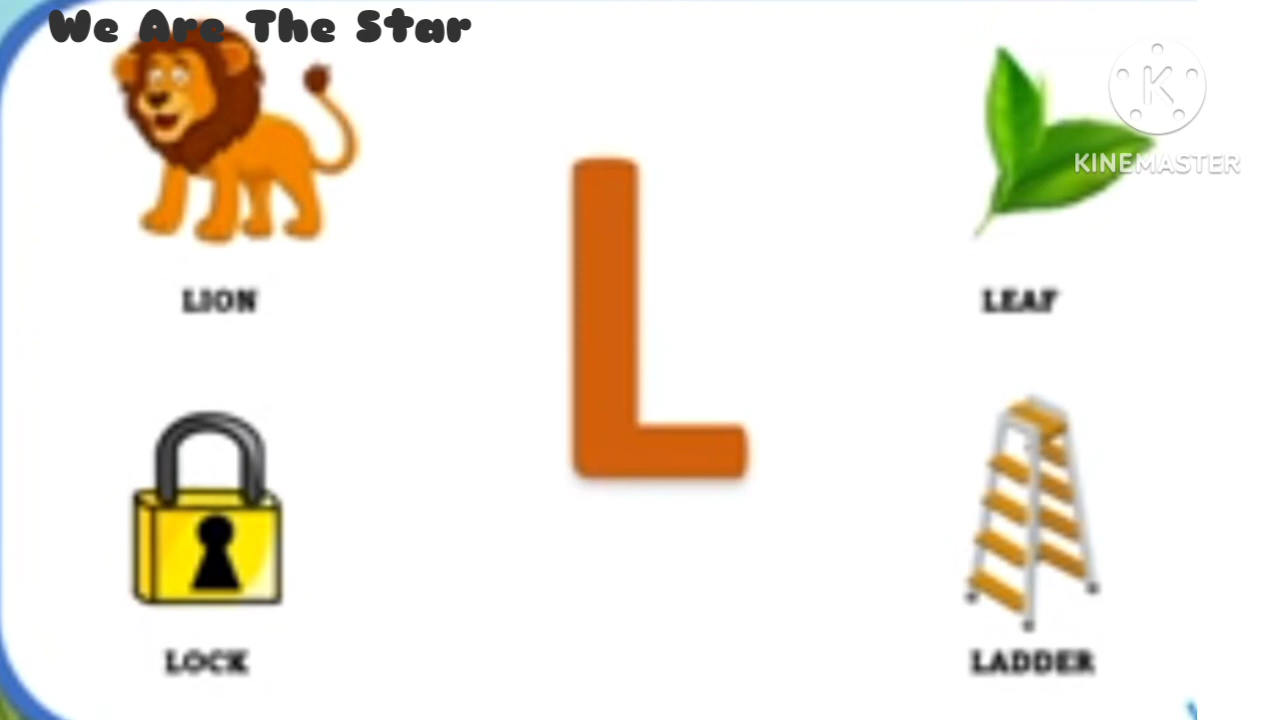 We Are The Star
K
KINEMASTER
LION
LEAF
L
LOCK
LADDER